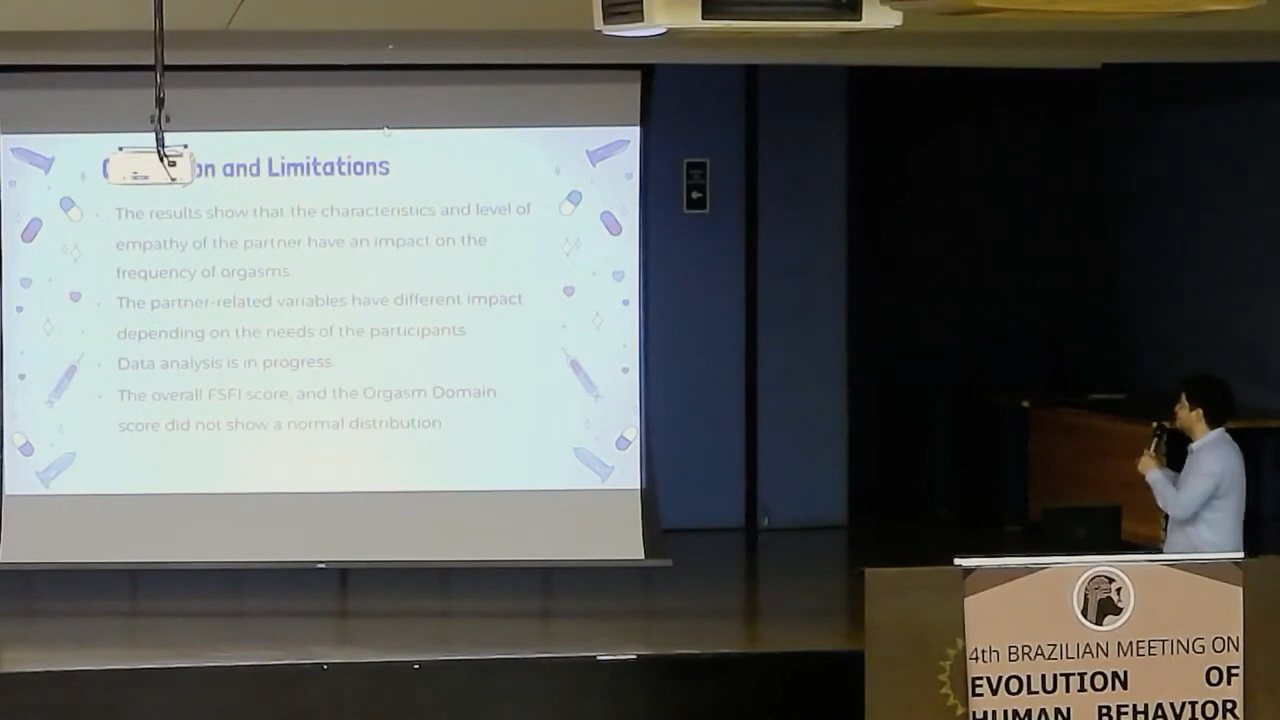 on and Limitations
The results show that the characteristics and level of
empathy of the partner have an impact on the
frequency of orgasms
The partner-related variables have different impact
depending on the needs of the participants
Data analysis is in progress
The overall FSFI score, and the Orgasm Domain
score did not show a normal distribution
4th BRAZILIAN MEETING ON
EVOLUTION OF
HUMAN BEHAVIOR